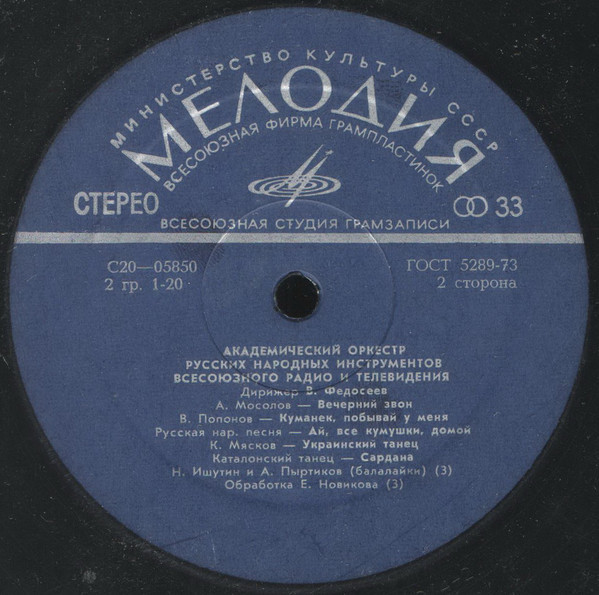 МИНИСТЕРСТВО КУЛЬТУРЫ СССР
МЕЛОДИЯ
ВСЕСОЮЗНАЯ ФИРМА ГРАМПЛАСТИНОК
СТЕРЕО
33
ВСЕСОЮЗНАЯ СТУДИЯ ГРАМЗАПИСИ
С20—05850
ГОСТ 5289-73
2 гр. 1-20
2 сторона
АКАДЕМИЧЕСКИЙ ОРКЕСТР
РУССКИХ НАРОДНЫХ ИНСТРУМЕНТОВ
ВСЕСОЮЗНОГО РАДИО И ТЕЛЕВИДЕНИЯ
Дирижер В. Федосеев
А. Мосолов — Вечерний звон
В. Попонов — Куманек, побывай у меня
Русская нар. песня — Ай, все кумушки, домой
К. Мясков — Украинский танец
Каталонский танец — Сардана
Н. Ишутин и А. Пыртиков (балалайки) (3)
Обработка Е. Новикова (3)